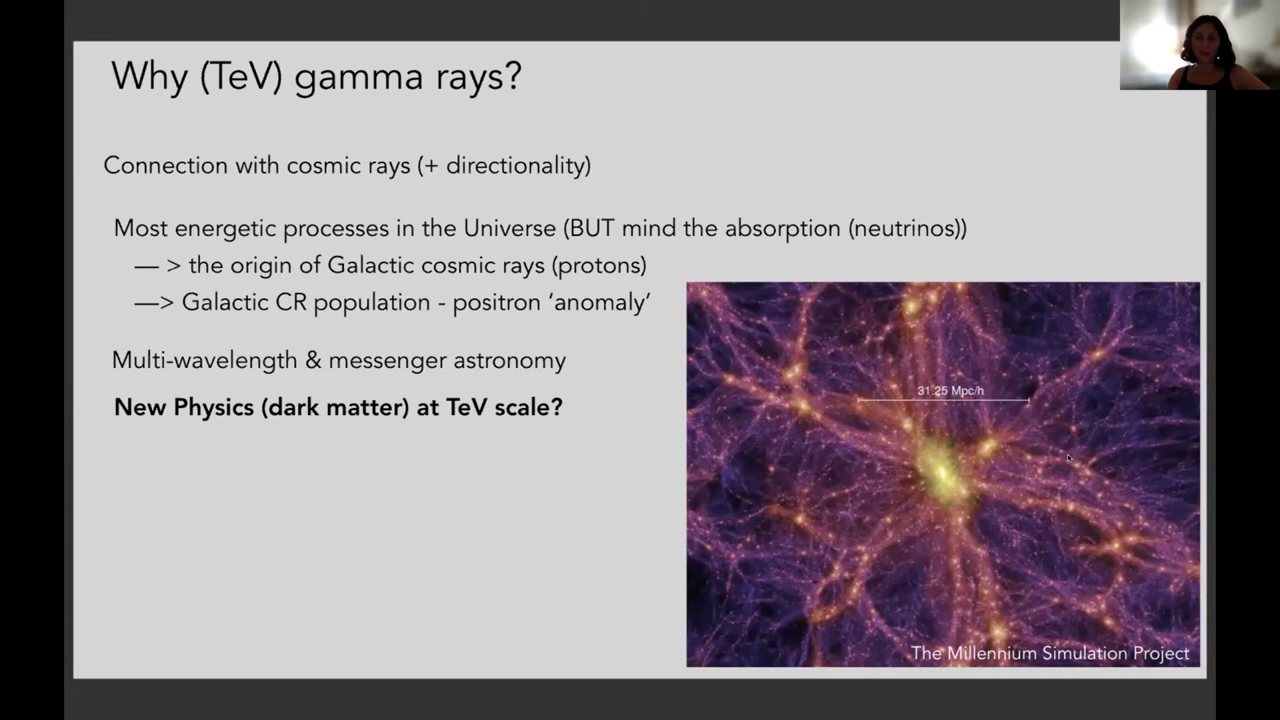 Why (TeV) gamma rays?
Connection with cosmic rays (+ directionality)
Most energetic processes in the Universe (BUT mind the absorption (neutrinos))
— > the origin of Galactic cosmic rays (protons)
—> Galactic CR population - positron ‘anomaly’
Multi-wavelength & messenger astronomy
New Physics (dark matter) at TeV scale?
31.25 Mpc/h
The Millennium Simulation Project